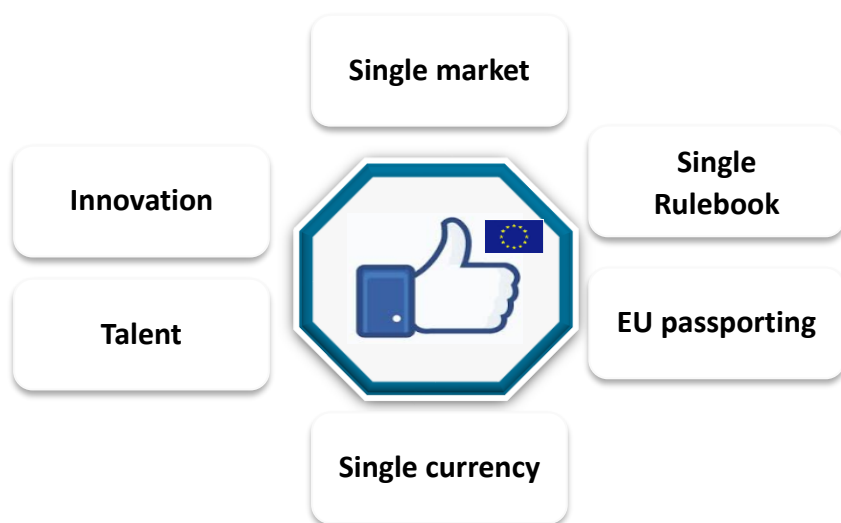 Single market
Innovation
Single
Rulebook
Talent
EU passporting
Single currency